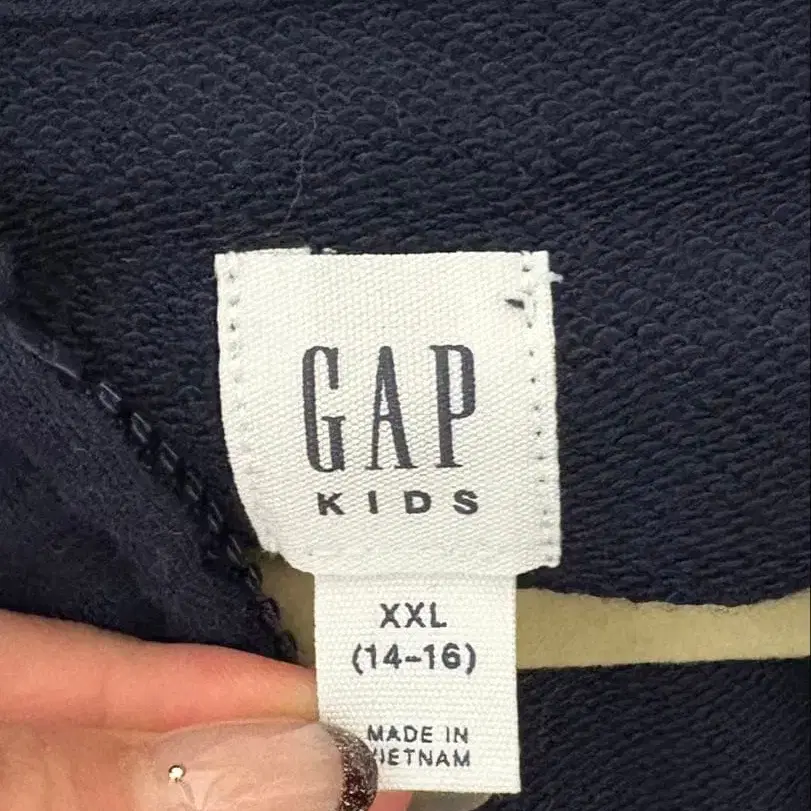 GAP
KIDS
XXL
(14-16)
MADE IN
VIETNAM